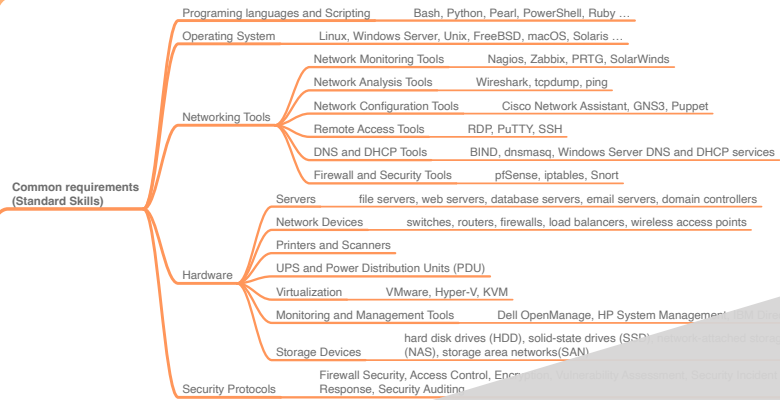 Programing languages and Scripting Bash, Python, Pearl, PowerShell, Ruby ...
Operating System Linux, Windows Server, Unix, FreeBSD, macOS, Solaris ...
Network Monitoring Tools Nagios, Zabbix, PRTG, SolarWinds
Network Analysis Tools Wireshark, tcpdump, ping
Network Configuration Tools Cisco Network Assistant, GNS3, Puppet
Networking Tools
Remote Access Tools RDP, PuTTY, SSH
DNS and DHCP Tools BIND, dnsmasq, Windows Server DNS and DHCP services
Firewall and Security Tools pfSense, iptables, Snort
Common requirements
(Standard Skills)
Servers file servers, web servers, database servers, email servers, domain controllers
Network Devices switches, routers, firewalls, load balancers, wireless access points
Printers and Scanners
Hardware
UPS and Power Distribution Units (PDU)
Virtualization VMware, Hyper-V, KVM
Monitoring and Management Tools Dell OpenManage, HP System Management,
hard disk drives (HDD), solid-state drives (SSD),
Storage Devices
(NAS), storage area networks(SAN)
Firewall Security, Access Control,
Security Protocols
Response, Security Auditing